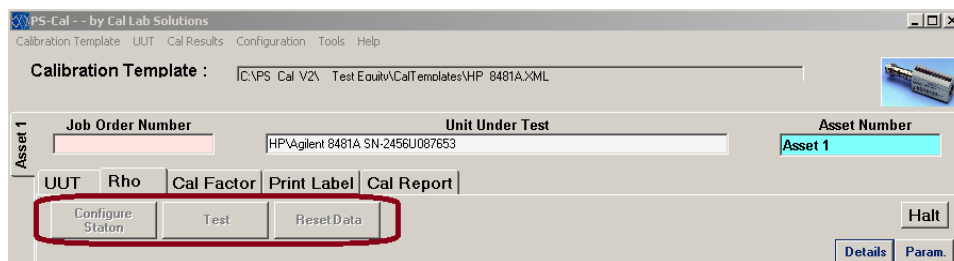 PS-Cal - - by Cal Lab Solutions
Calibration Template UUT Cal Results Configuration Tools Help
Calibration Template : C:\PS Cal V2\ Test Equity\CalTemplates\HP 8481A.XML
Asset 1
Job Order Number Unit Under Test Asset Number
HP\Agilent 8481A SN-2456U087653 Asset 1
UUT Rho Cal Factor Print Label Cal Report
Configure Staton Test Reset Data Halt
Details Param.